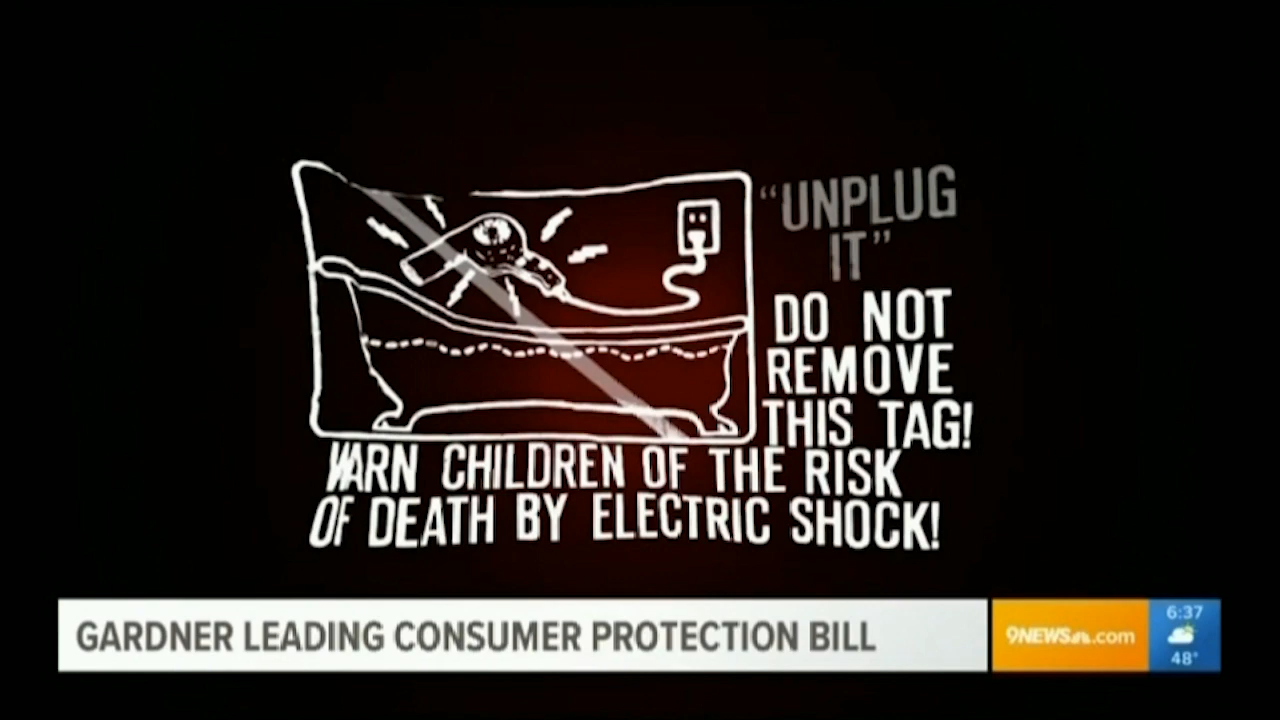 “UNPLUG
IT”
DO NOT
REMOVE
THIS TAG!
WARN CHILDREN OF THE RISK
OF DEATH BY ELECTRIC SHOCK!
GARDNER LEADING CONSUMER PROTECTION BILL
9NEWS.com
6:37
48°